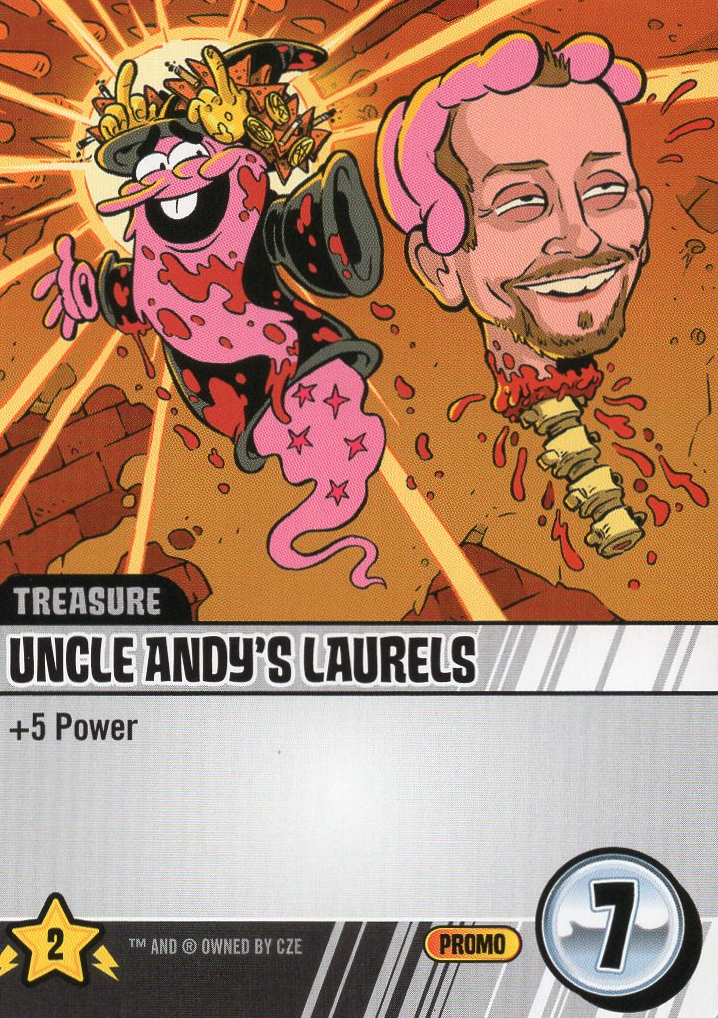 TREASURE
UNCLE ANDY'S LAURELS
+5 Power
2
™ AND ® OWNED BY CZE
PROMO
7